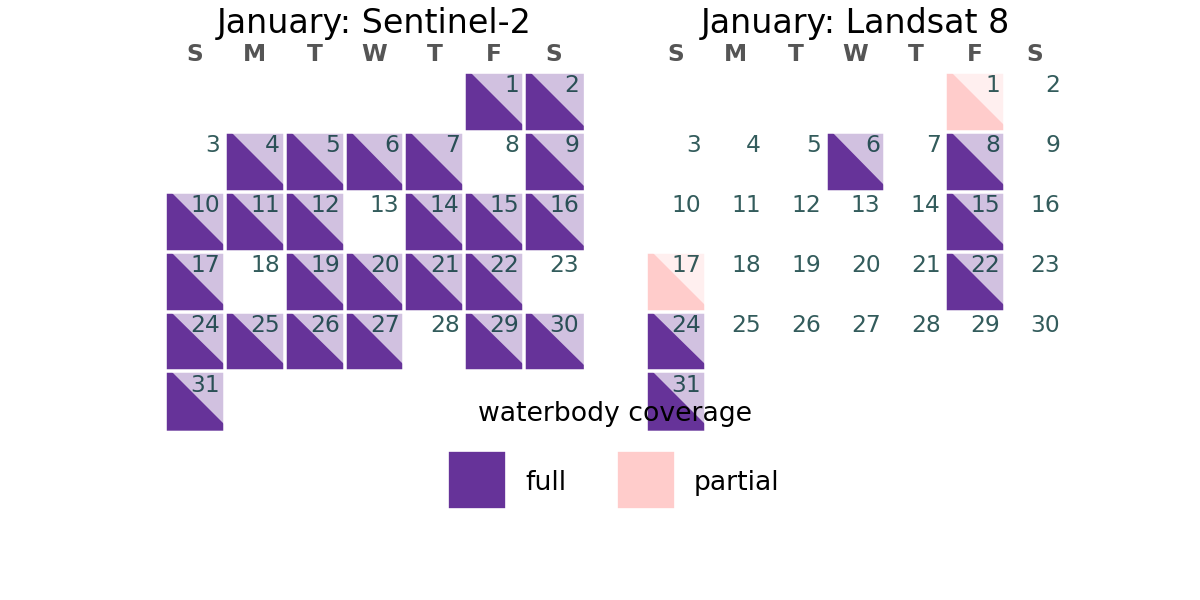 January: Sentinel-2
S M T W T F S
1 2
3 4 5 6 7 8 9
10 11 12 13 14 15 16
17 18 19 20 21 22 23
24 25 26 27 28 29 30
31
January: Landsat 8
S M T W T F S
1 2
3 4 5 6 7 8 9
10 11 12 13 14 15 16
17 18 19 20 21 22 23
24 25 26 27 28 29 30
31
waterbody coverage
full
partial